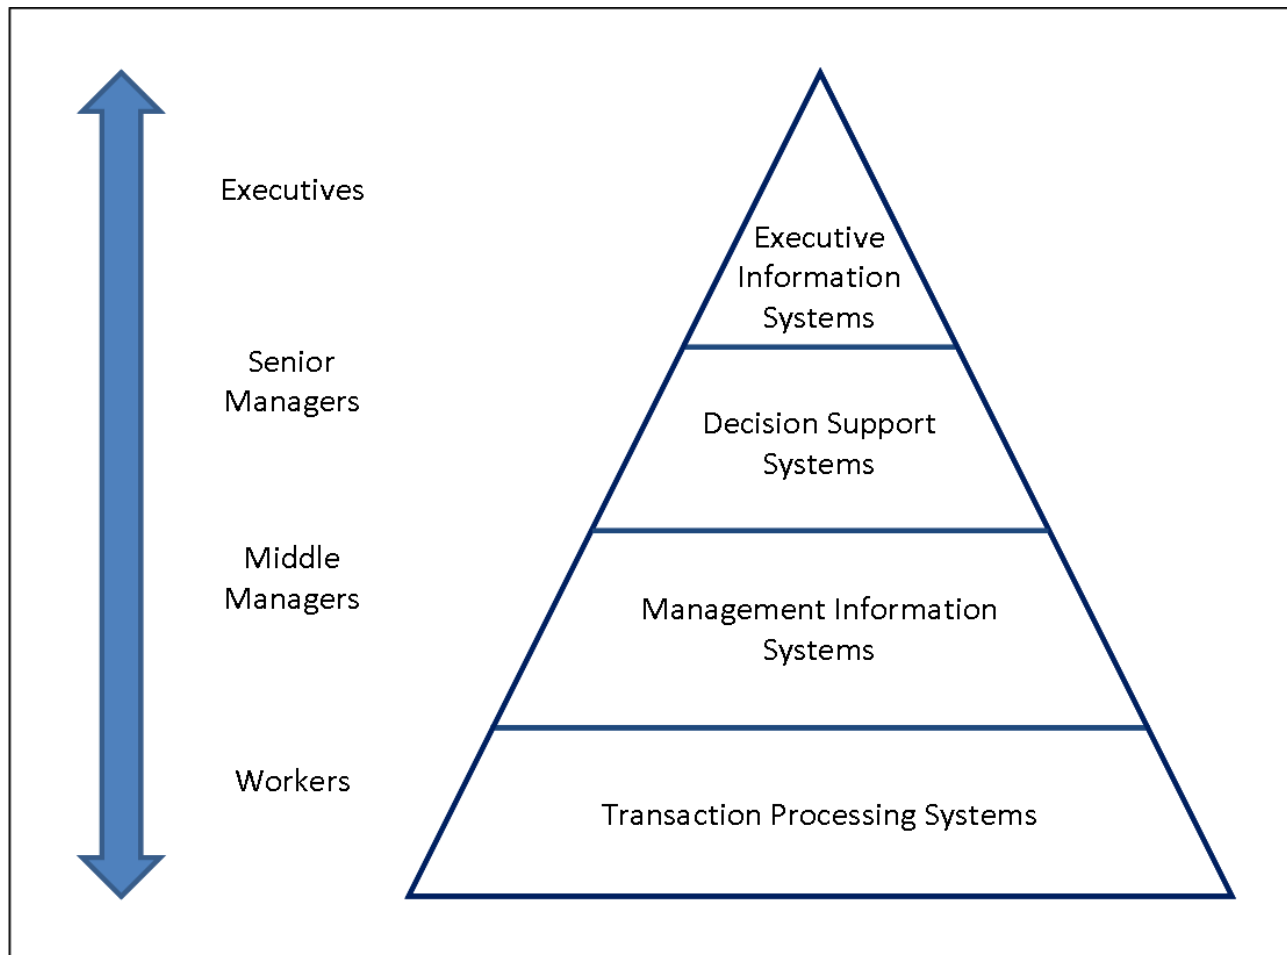 Executives
Executive
Information
Systems
Senior
Managers
Decision Support
Systems
Middle
Managers
Management Information
Systems
Workers
Transaction Processing Systems